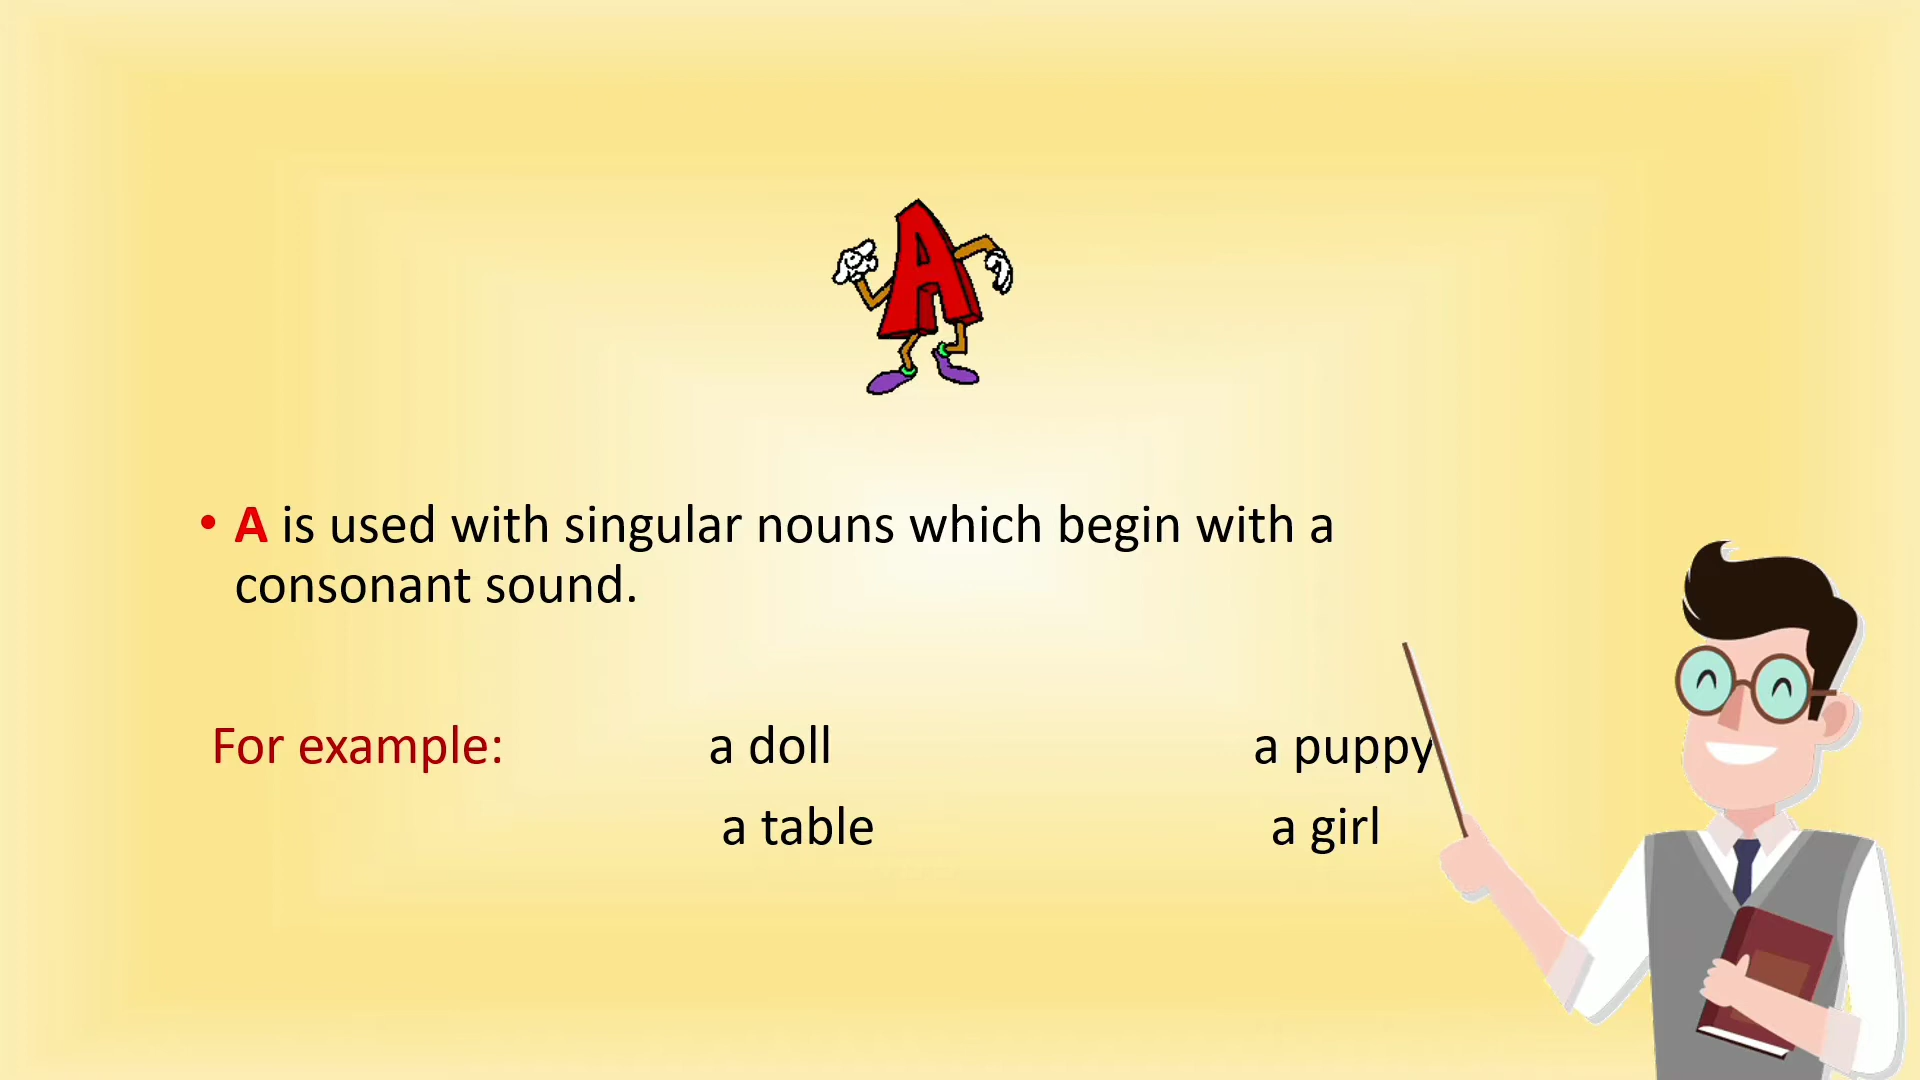 A
• A is used with singular nouns which begin with a
consonant sound.
For example: a doll a puppy
a table a girl